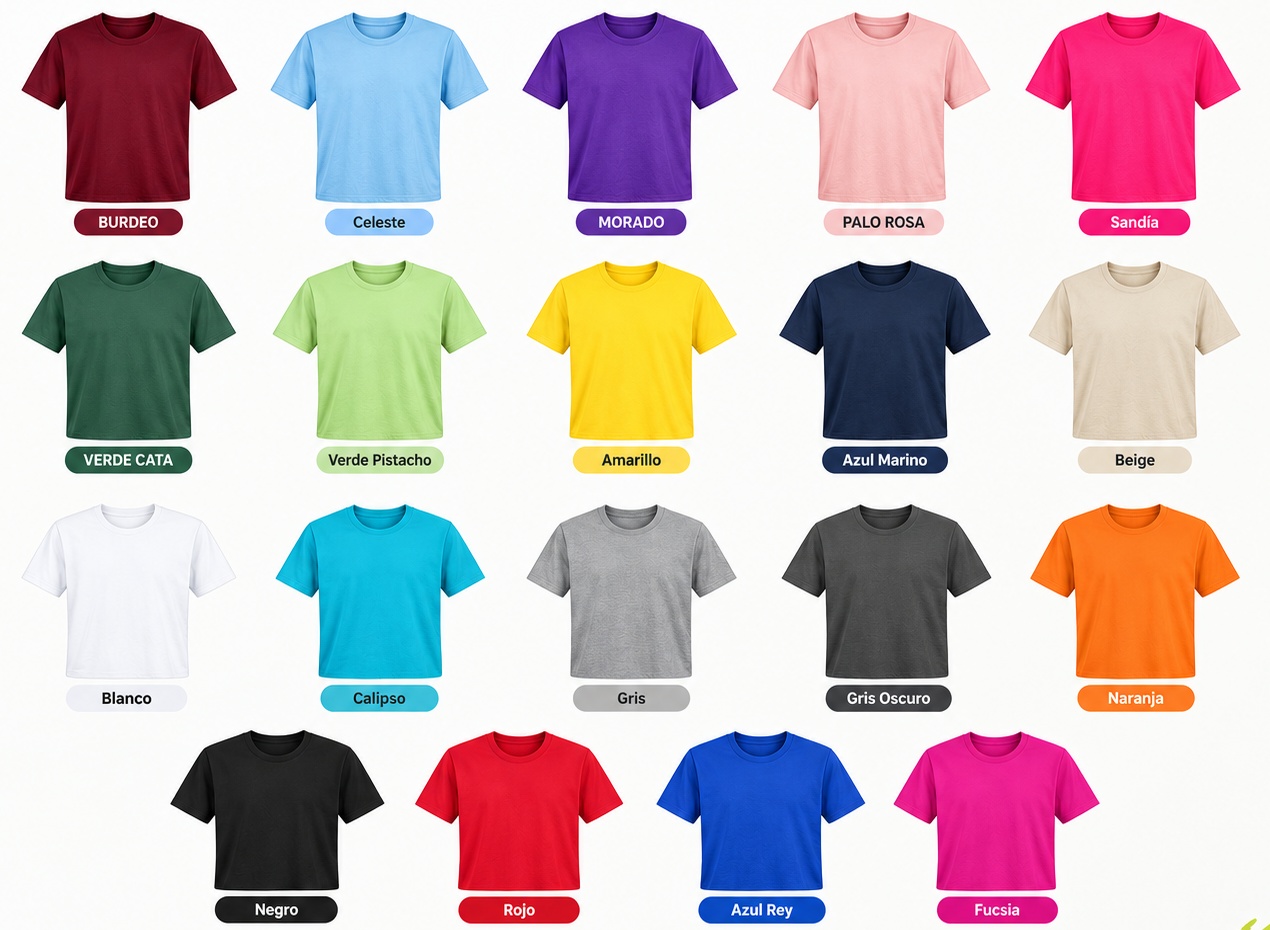 BURDEO
Celeste
MORADO
PALO ROSA
Sandía
VERDE CATA
Verde Pistacho
Amarillo
Azul Marino
Beige
Blanco
Calipso
Gris
Gris Oscuro
Naranja
Negro
Rojo
Azul Rey
Fucsia